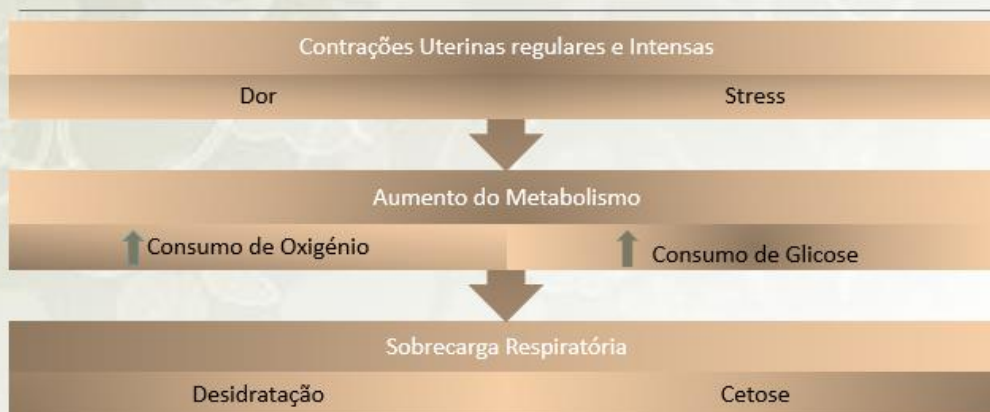 Contrações Uterinas regulares e Intensas
Dor
Stress
Aumento do Metabolismo
Consumo de Oxigénio
Consumo de Glicose
Sobrecarga Respiratória
Desidratação
Cetose